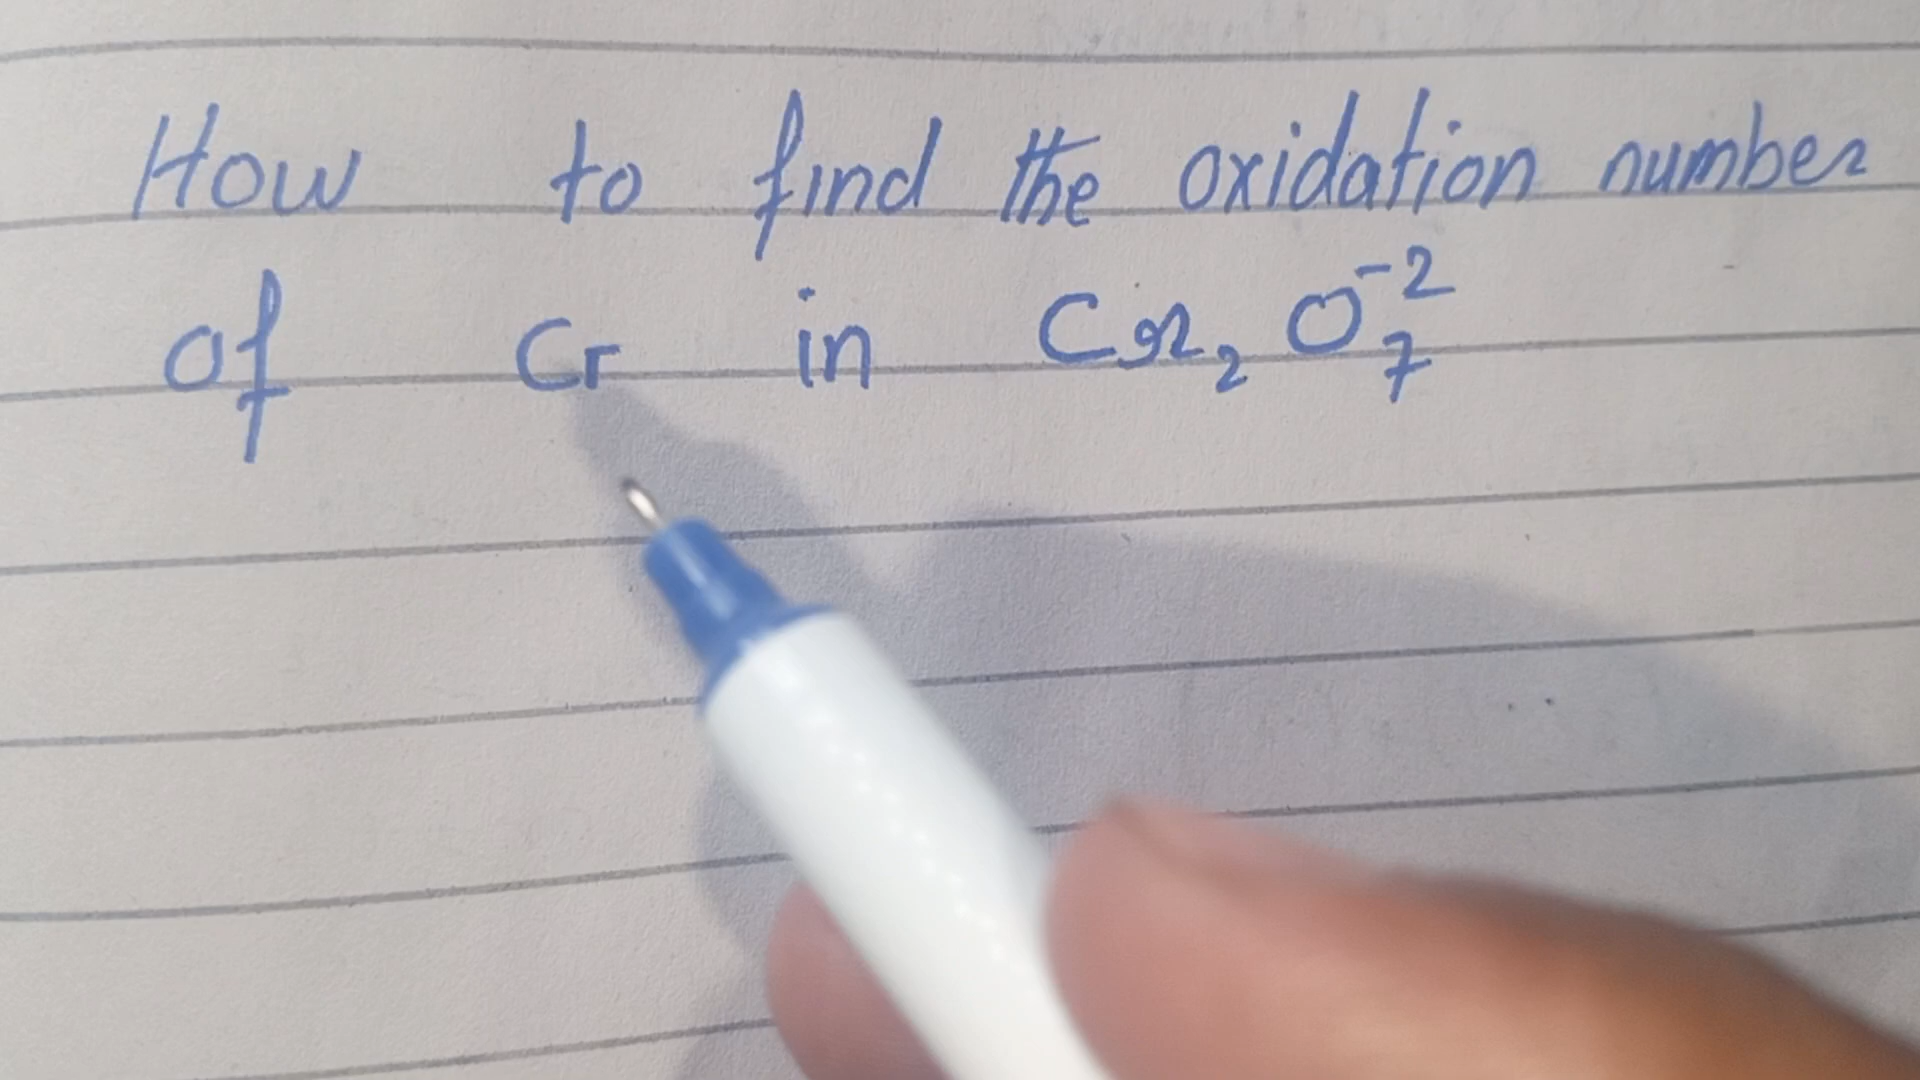 How to find the oxidation number
of Cr in Cr₂O₇⁻²